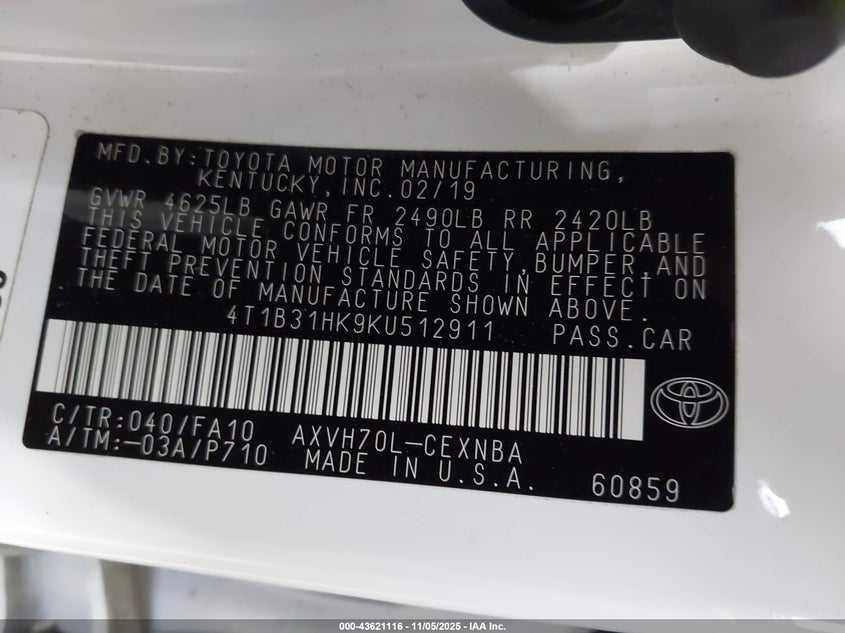 MFD.BY:TOYOTA MOTOR MANUFACTURING,
KENTUCKY,INC.02/19
GVWR 4625LB GAWR FR 2490LB RR 2420LB
THIS VEHICLE CONFORMS TO ALL APPLICABLE
FEDERAL MOTOR VEHICLE SAFETY,BUMPER,AND
THEFT PREVENTION STANDARDS IN EFFECT ON
THE DATE OF MANUFACTURE SHOWN ABOVE.
4T1B31HK9KU512911 PASS.CAR
C/TR:040/FA10 AXVH70L-CEXNBA
A/TM:-03A/P710 MADE IN U.S.A. 60859
000-43621116 - 11/05/2025 - IAA Inc.